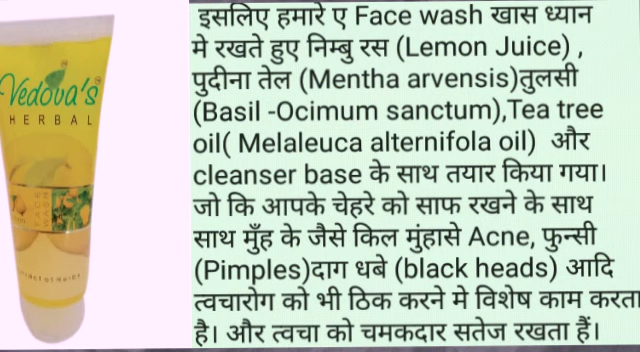 Vedova's
HERBAL
इसलिए हमारे ए Face wash खास ध्यान
मे रखते हुए निम्बु रस (Lemon Juice) ,
पुदीना तेल (Mentha arvensis)तुलसी
(Basil -Ocimum sanctum),Tea tree
oil( Melaleuca alternifola oil) और
cleanser base के साथ तयार किया गया।
जो कि आपके चेहरे को साफ रखने के साथ
साथ मुँह के जैसे किल मुंहासे Acne, फुन्सी
(Pimples)दाग धबे (black heads) आदि
त्वचारोग को भी ठिक करने मे विशेष काम करता
है। और त्वचा को चमकदार सतेज रखता हैं।